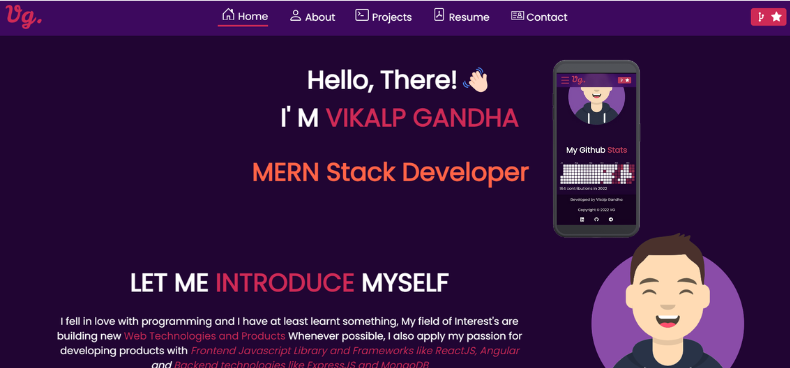 Vg.
Home
About
Projects
Resume
Contact
Hello, There!
I' M VIKALP GANDHA
MERN Stack Developer
Vg.
My Github Stats
contributions in 2022
Developed by Vikalp Gandha
Copyright © 2022 VG
LET ME INTRODUCE MYSELF
I fell in love with programming and I have at least learnt something, My field of Interest's are
building new Web Technologies and Products Whenever possible, I also apply my passion for
developing products with Frontend Javascript Library and Frameworks like ReactJS, Angular
and Backend technologies like ExpressJS and MongoDB